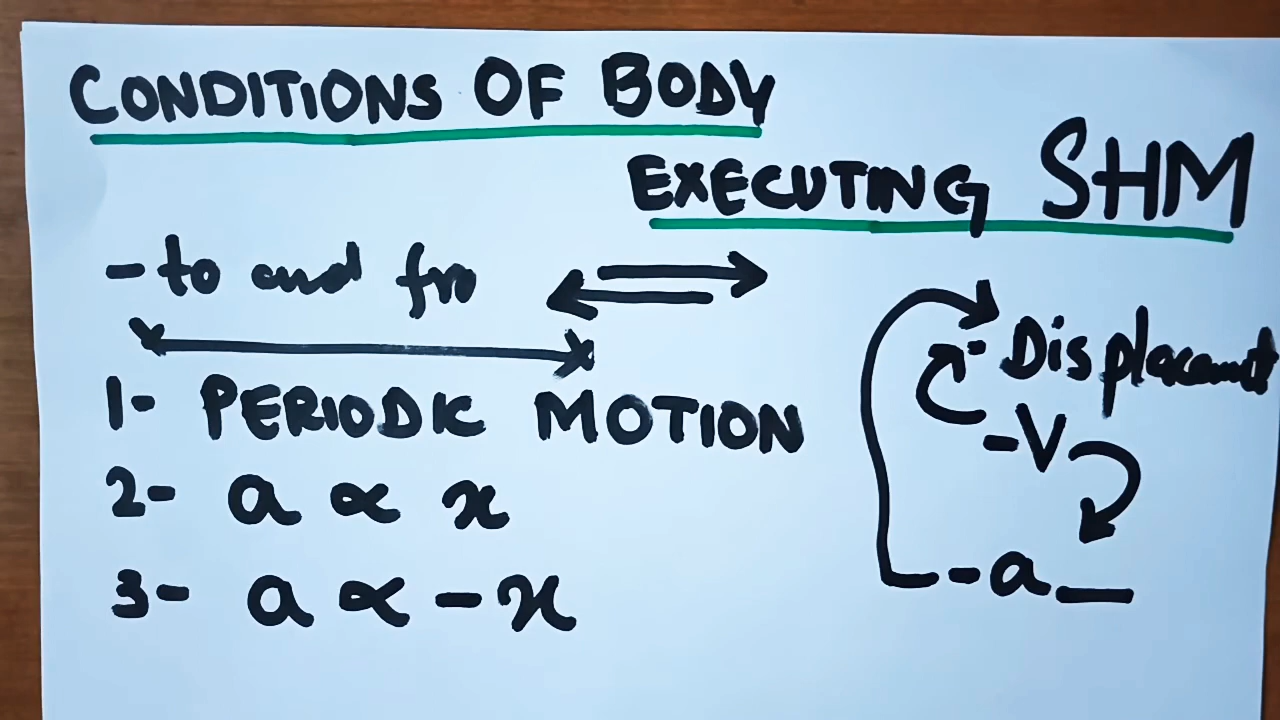 CONDITIONS OF BODY
EXECUTING SHM
- to and fro
1- PERIODIC MOTION
2- a ∝ x
3- a ∝ -x
- Displacement
- V
- a